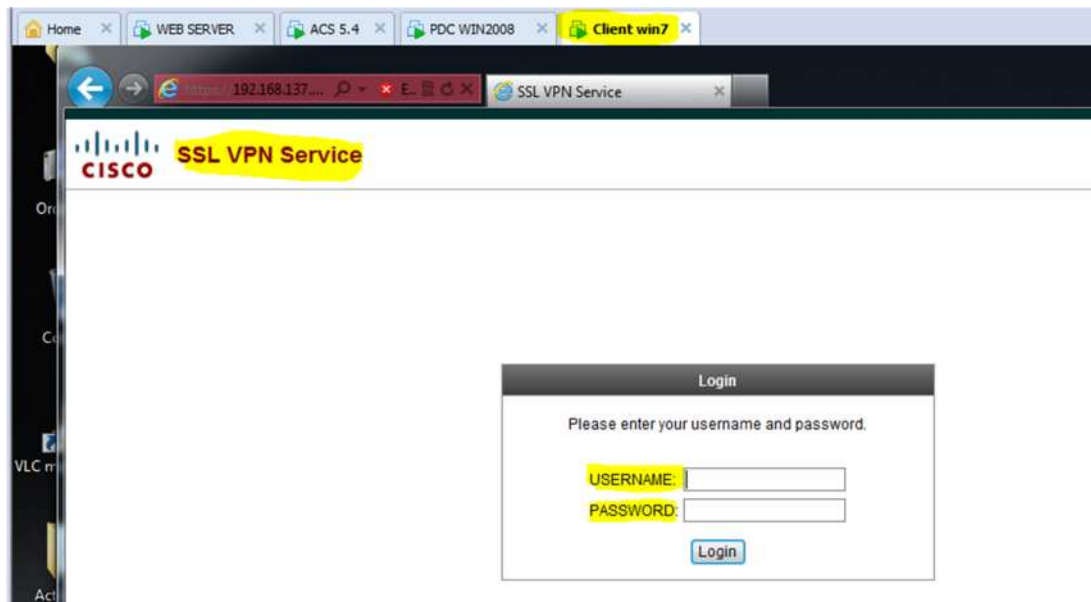 Home WEB SERVER ACS 5.4 PDC WIN2008 Client win7
192.168.137.... E... SSL VPN Service
CISCO SSL VPN Service
Login
Please enter your username and password.
USERNAME:
PASSWORD:
Login
VLC m